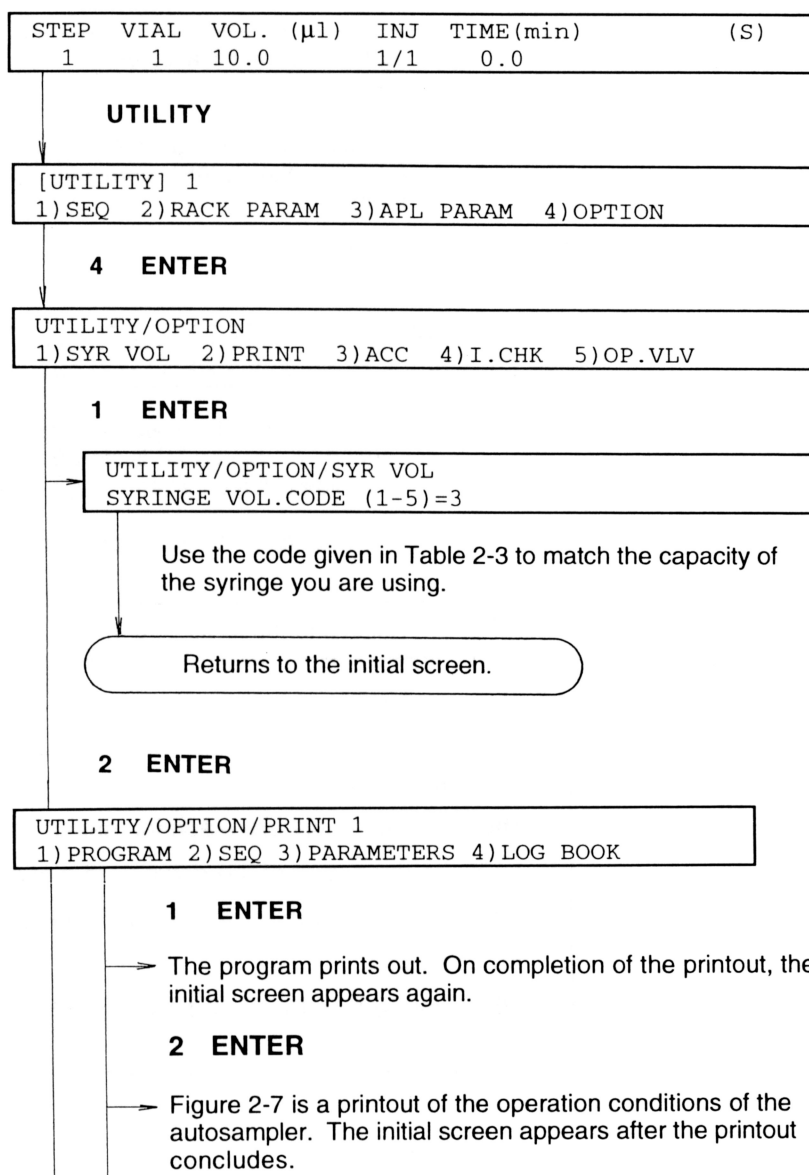 STEP VIAL VOL. (µl) INJ TIME(min) (S)
1 1 10.0 1/1 0.0
UTILITY
[UTILITY] 1
1)SEQ 2)RACK PARAM 3)APL PARAM 4)OPTION
4 ENTER
UTILITY/OPTION
1)SYR VOL 2)PRINT 3)ACC 4)I.CHK 5)OP.VLV
1 ENTER
UTILITY/OPTION/SYR VOL
SYRINGE VOL.CODE (1-5)=3
Use the code given in Table 2-3 to match the capacity of
the syringe you are using.
Returns to the initial screen.
2 ENTER
UTILITY/OPTION/PRINT 1
1)PROGRAM 2)SEQ 3)PARAMETERS 4)LOG BOOK
1 ENTER
The program prints out. On completion of the printout, the
initial screen appears again.
2 ENTER
Figure 2-7 is a printout of the operation conditions of the
autosampler. The initial screen appears after the printout
concludes.